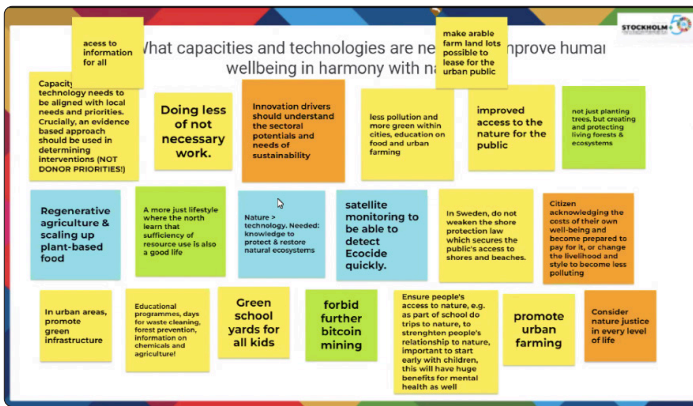 acess to
information
for all
make arable
farm land lots
possible to
lease for the
urban public
STOCKHOLM
What capacities and technologies are ne
mprove human
wellbeing in harmony with na
Capacity
technology needs to
be aligned with local
needs and priorities.
Crucially, an evidence
based approach
should be used in
determining
interventions (NOT
DONOR PRIORITIES!)
Doing less
of not
necessary
work.
Innovation drivers
should understand
the sectoral
potentials and
needs of
sustainability
less pollution and
more green within
cities, education on
food and urban
farming
improved
access to the
nature for the
public
not just planting
trees, but creating and
protecting
living forests &
ecosystems
Regenerative
agriculture &
scaling up
plant-based
food
A more just lifestyle
where the north
learn that
sufficiency of
resource use is also
a good life
Nature >
technology. Needed:
knowledge to
protect & restore
natural ecosystems
satellite
monitoring to
be able to
detect
Ecocide
quickly.
In Sweden, do not
weaken the shore
protection law
which secures the
public's access to
shores and beaches.
Citizen
acknowledging the
costs of their own
well-being and
become prepared to
pay for it, or change
the livelihood and
style to become less
polluting
In urban areas,
promote
green
infrastructure
Educational
programmes, days
for waste cleaning,
forest prevention,
information on
chemicals and
agriculture!
Green
school
yards for
all kids
forbid
further
bitcoin
mining
Ensure people's
access to nature, e.g.
as part of school do
trips to nature, to
strenghten people's
relationship to nature,
important to start
early with children,
this will have huge
benefits for mental
health as well
promote
urban
farming
Consider
nature justice
in every level
of life